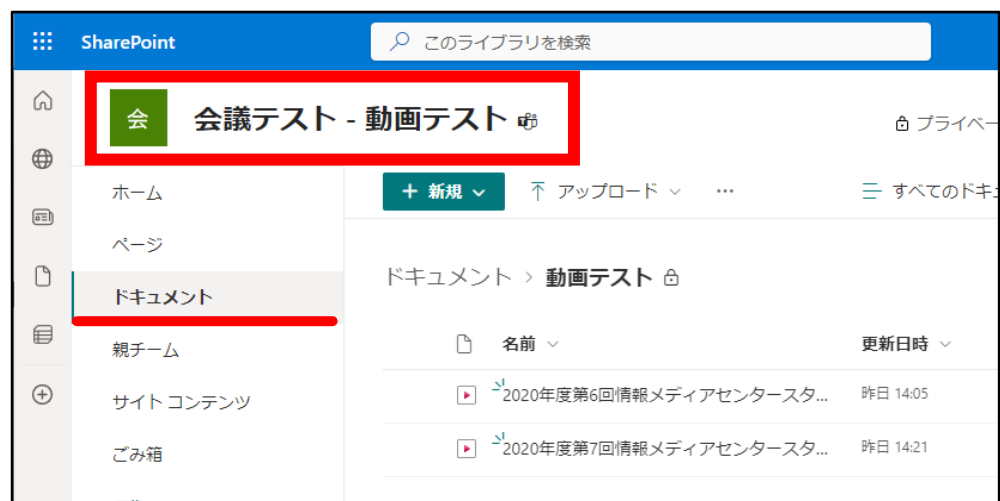 SharePoint
このライブラリを検索
会
会議テスト - 動画テスト
プライベー
ホーム
ページ
ドキュメント
親チーム
サイト コンテンツ
ごみ箱
+ 新規
アップロード
...
すべてのドキ
ドキュメント > 動画テスト
名前
更新日時
2020年度第6回情報メディアセンタースタ...
昨日 14:05
2020年度第7回情報メディアセンタースタ...
昨日 14:21